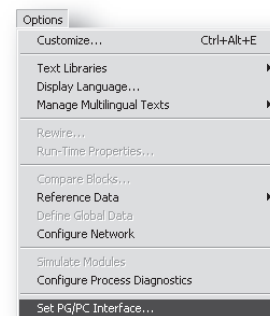 Options
Customize... Ctrl+Alt+E
Text Libraries
Display Language...
Manage Multilingual Texts
Rewire...
Run-Time Properties...
Compare Blocks...
Reference Data
Define Global Data
Configure Network
Simulate Modules
Configure Process Diagnostics
Set PG/PC Interface...